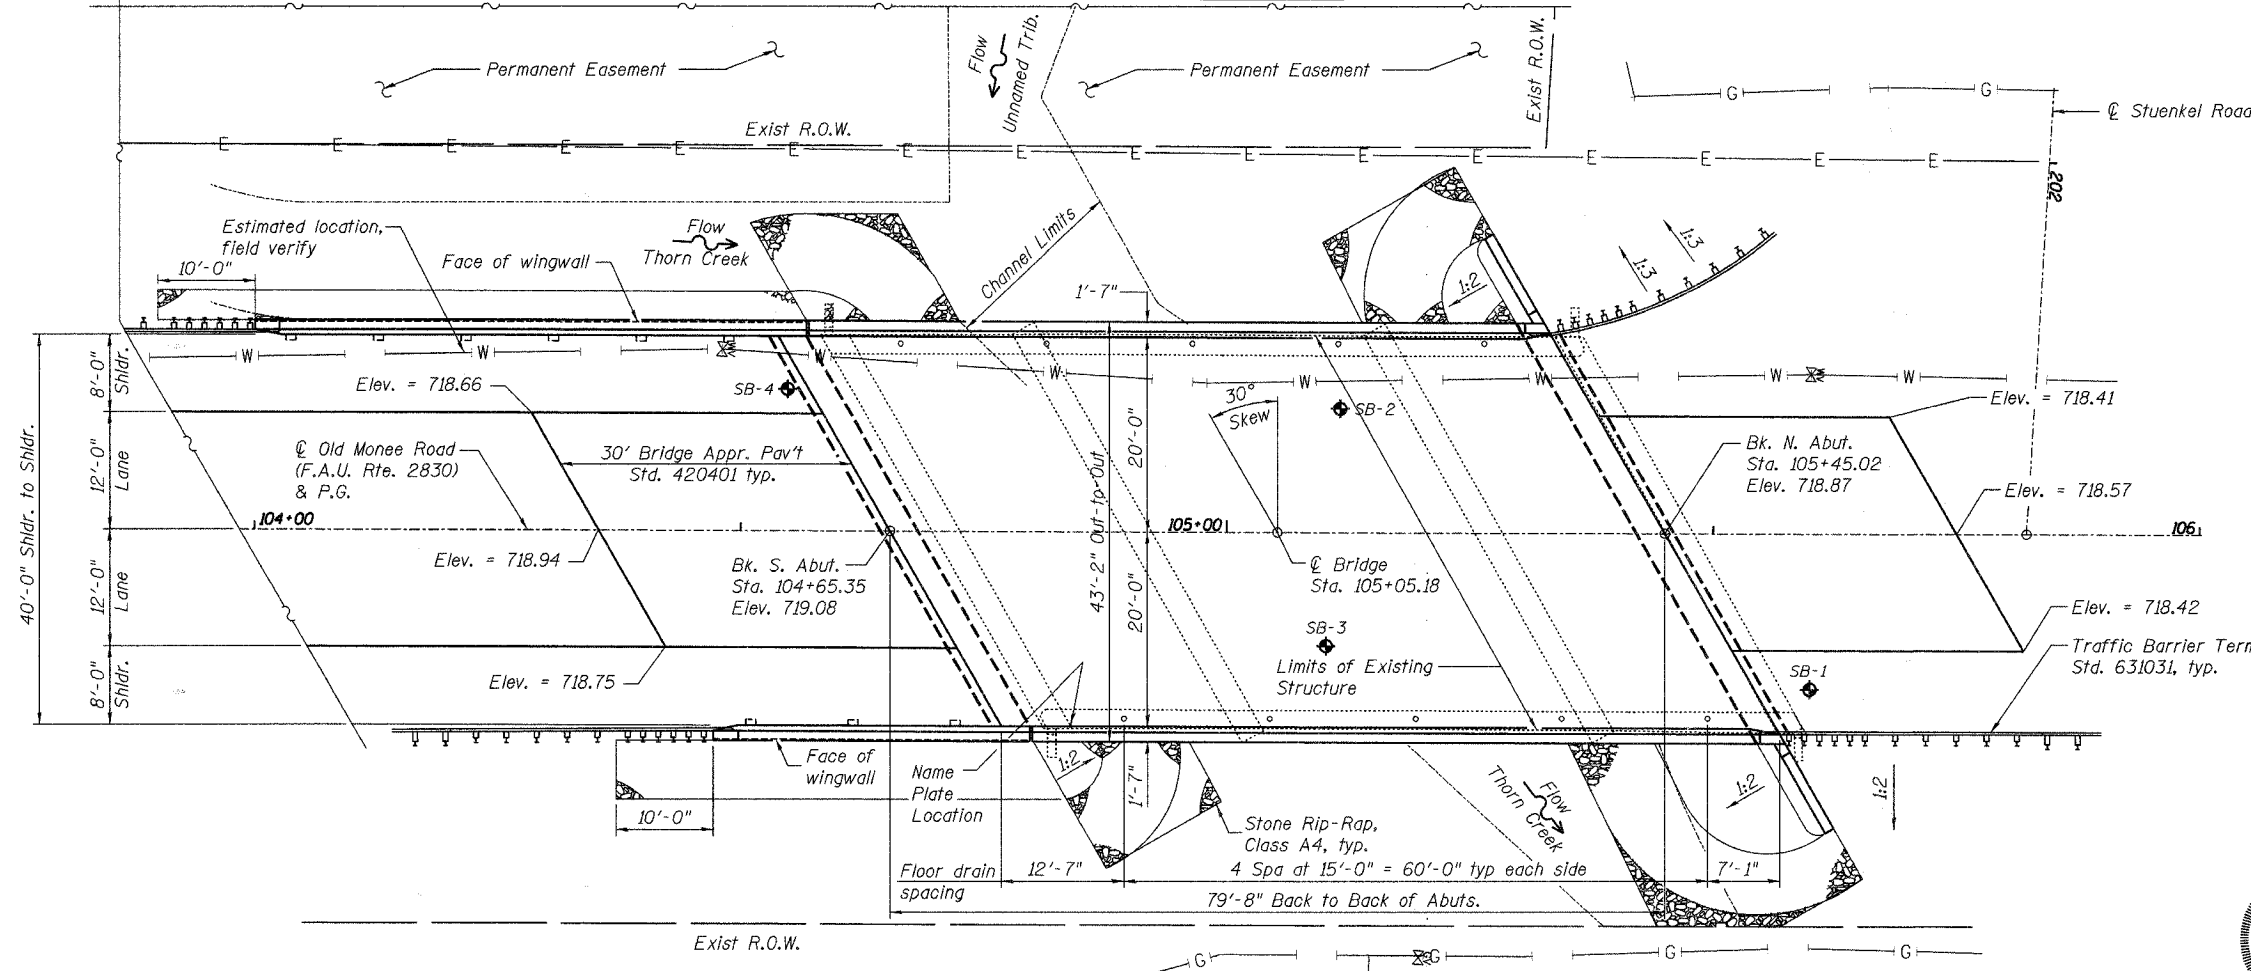 Permanent Easement
Flow
Unnamed Trib.
Permanent Easement
Exist R.O.W.
G
G
℄ Stuenkel Road
Exist R.O.W.
E E E E E E E E E E E E E E E E
202
Estimated location,
field verify
Flow
Thorn Creek
Channel Limits
1:3
1:3
10'-0"
Face of wingwall
1'-7"
1:2
W W W W W W W W
8'-0"
Shldr.
Elev. = 718.66
SB-4
30°
Skew
SB-2
Elev. = 718.41
40'-0" Shldr. to Shldr.
12'-0"
Lane
℄ Old Monee Road
(F.A.U. Rte. 2830)
& P.G.
30' Bridge Appr. Pav't
Std. 420401 typ.
20'-0"
43'-2" Out-to-Out
Bk. N. Abut.
Sta. 105+45.02
Elev. 718.87
Elev. = 718.57
104+00
105+00
106
12'-0"
Lane
Elev. = 718.94
Bk. S. Abut.
Sta. 104+65.35
Elev. 719.08
20'-0"
℄ Bridge
Sta. 105+05.18
Elev. = 718.42
SB-3
Limits of Existing
Structure
SB-1
Traffic Barrier Term
Std. 631031, typ.
8'-0"
Shldr.
Elev. = 718.75
Face of
wingwall
Name
Plate
Location
1:2
1'-7"
Flow
Thorn Creek
1:2
1:2
10'-0"
Stone Rip-Rap,
Class A4, typ.
Floor drain
spacing
12'-7"
4 Spa at 15'-0" = 60'-0" typ each side
7'-1"
79'-8" Back to Back of Abuts.
Exist R.O.W.
G G G G